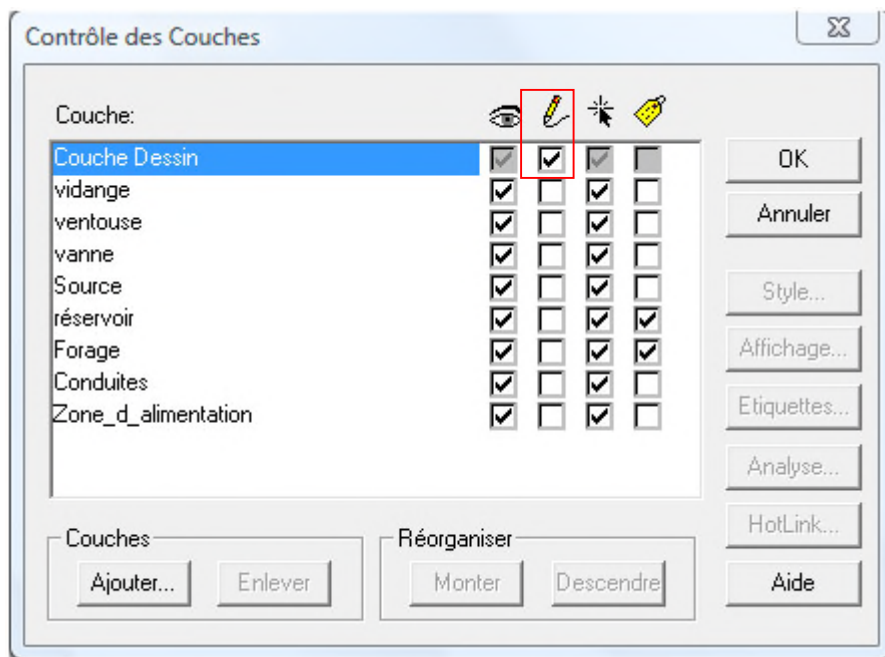 Contrôle des Couches
Couche:
Couche Dessin
vidange
ventouse
vanne
Source
réservoir
Forage
Conduites
Zone_d_alimentation
OK
Annuler
Style...
Affichage...
Etiquettes...
Analyse...
HotLink...
Aide
Couches
Ajouter...
Enlever
Réorganiser
Monter
Descendre